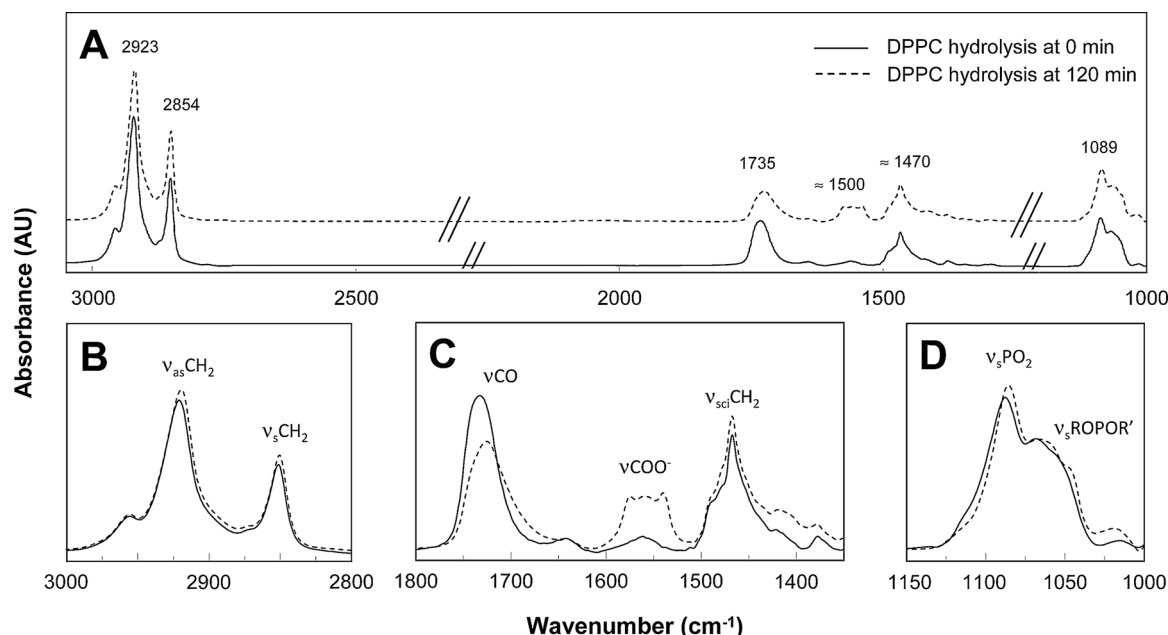 A
2923
2854
1735
≈ 1500
≈ 1470
1089
DPPC hydrolysis at 0 min
DPPC hydrolysis at 120 min
3000
2500
2000
1500
1000
Absorbance (AU)
B
νasCH2
νsCH2
3000
2900
2800
C
νCO
νCOO-
νsciCH2
1800
1700
1600
1500
1400
D
νsPO2
νsROPOR'
1150
1100
1050
1000
Wavenumber (cm-1)